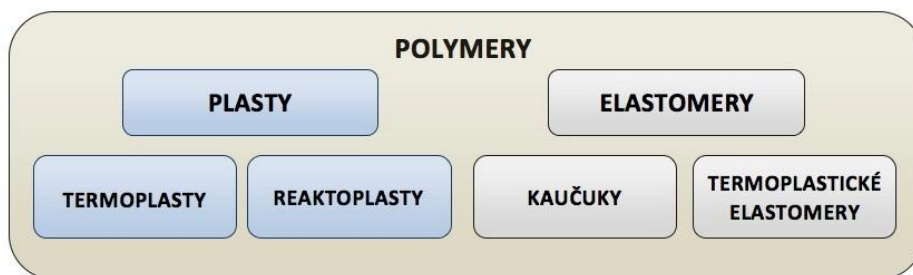 POLYMERY
PLASTY
ELASTOMERY
TERMOPLASTY
REAKTOPLASTY
KAUČUKY
TERMOPLASTICKÉ
ELASTOMERY